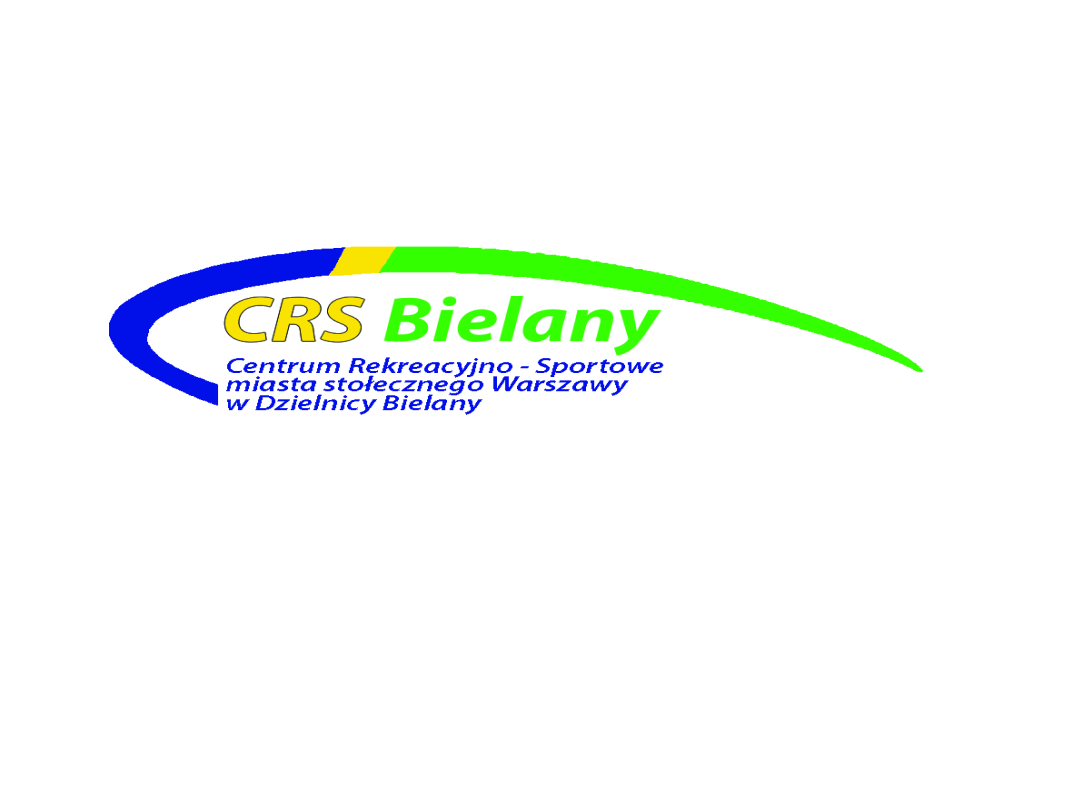 CRS Bielany
Centrum Rekreacyjno - Sportowe
miasta stołecznego Warszawy
w Dzielnicy Bielany